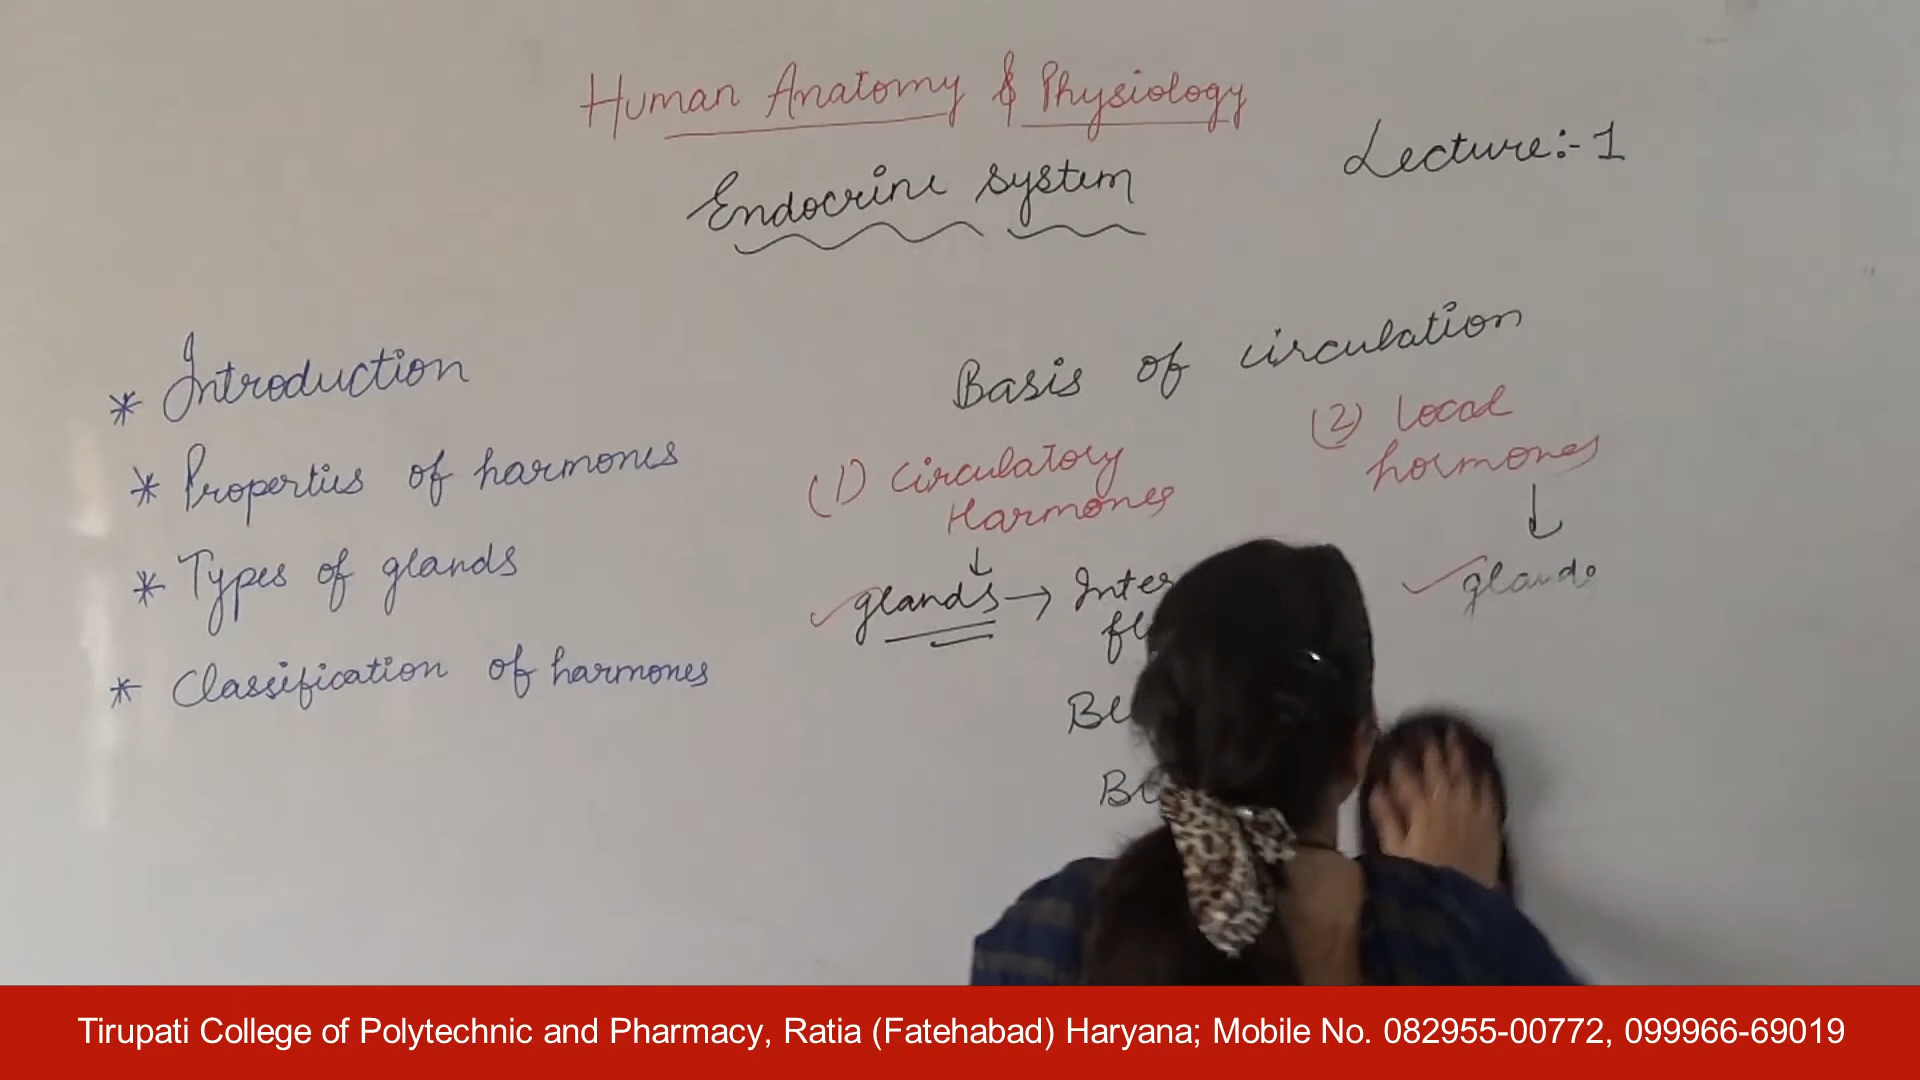 Human Anatomy & Physiology
Lecture:- 1
Endocrine system
* Introduction
* Properties of harmones
* Types of glands
* Classification of harmones
Basis of circulation
(1) Circulatory
Harmones
glands →
(2) Local
hormones
glands
Tirupati College of Polytechnic and Pharmacy, Ratia (Fatehabad) Haryana; Mobile No. 082955-00772, 099966-69019